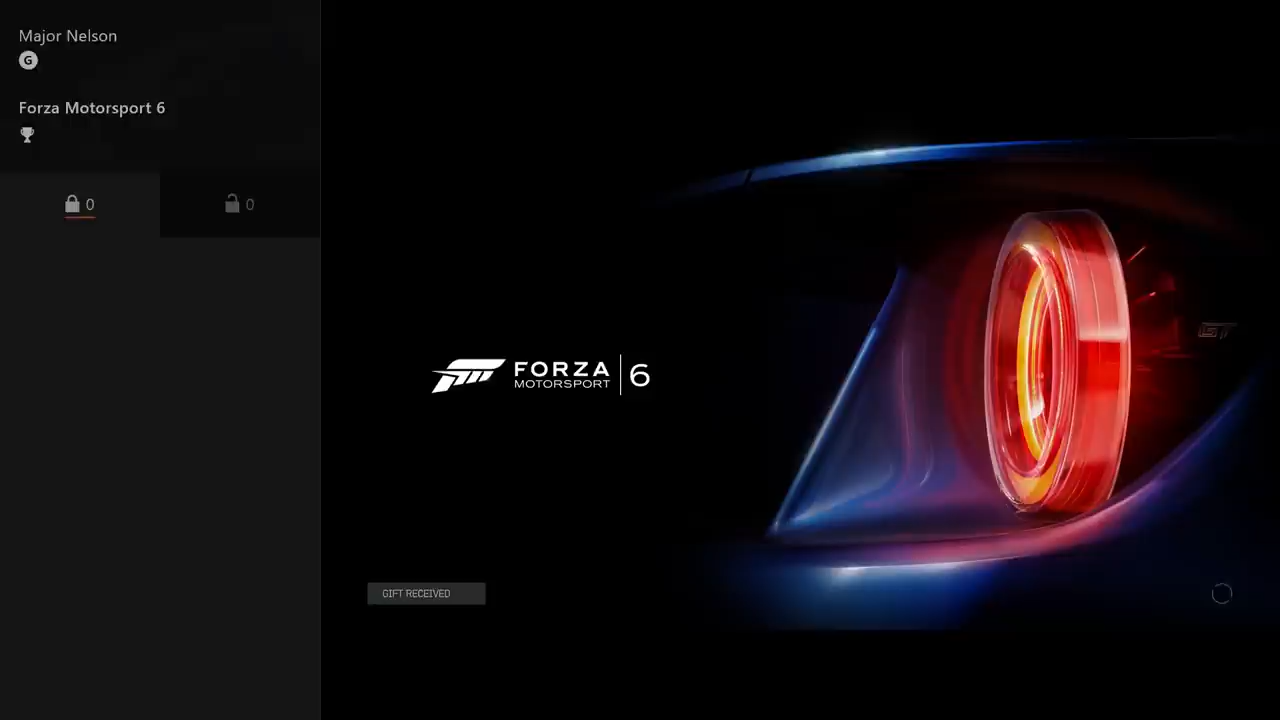 Major Nelson
G
Forza Motorsport 6
0
0
FORZA
MOTORSPORT
6
GT
GIFT RECEIVED